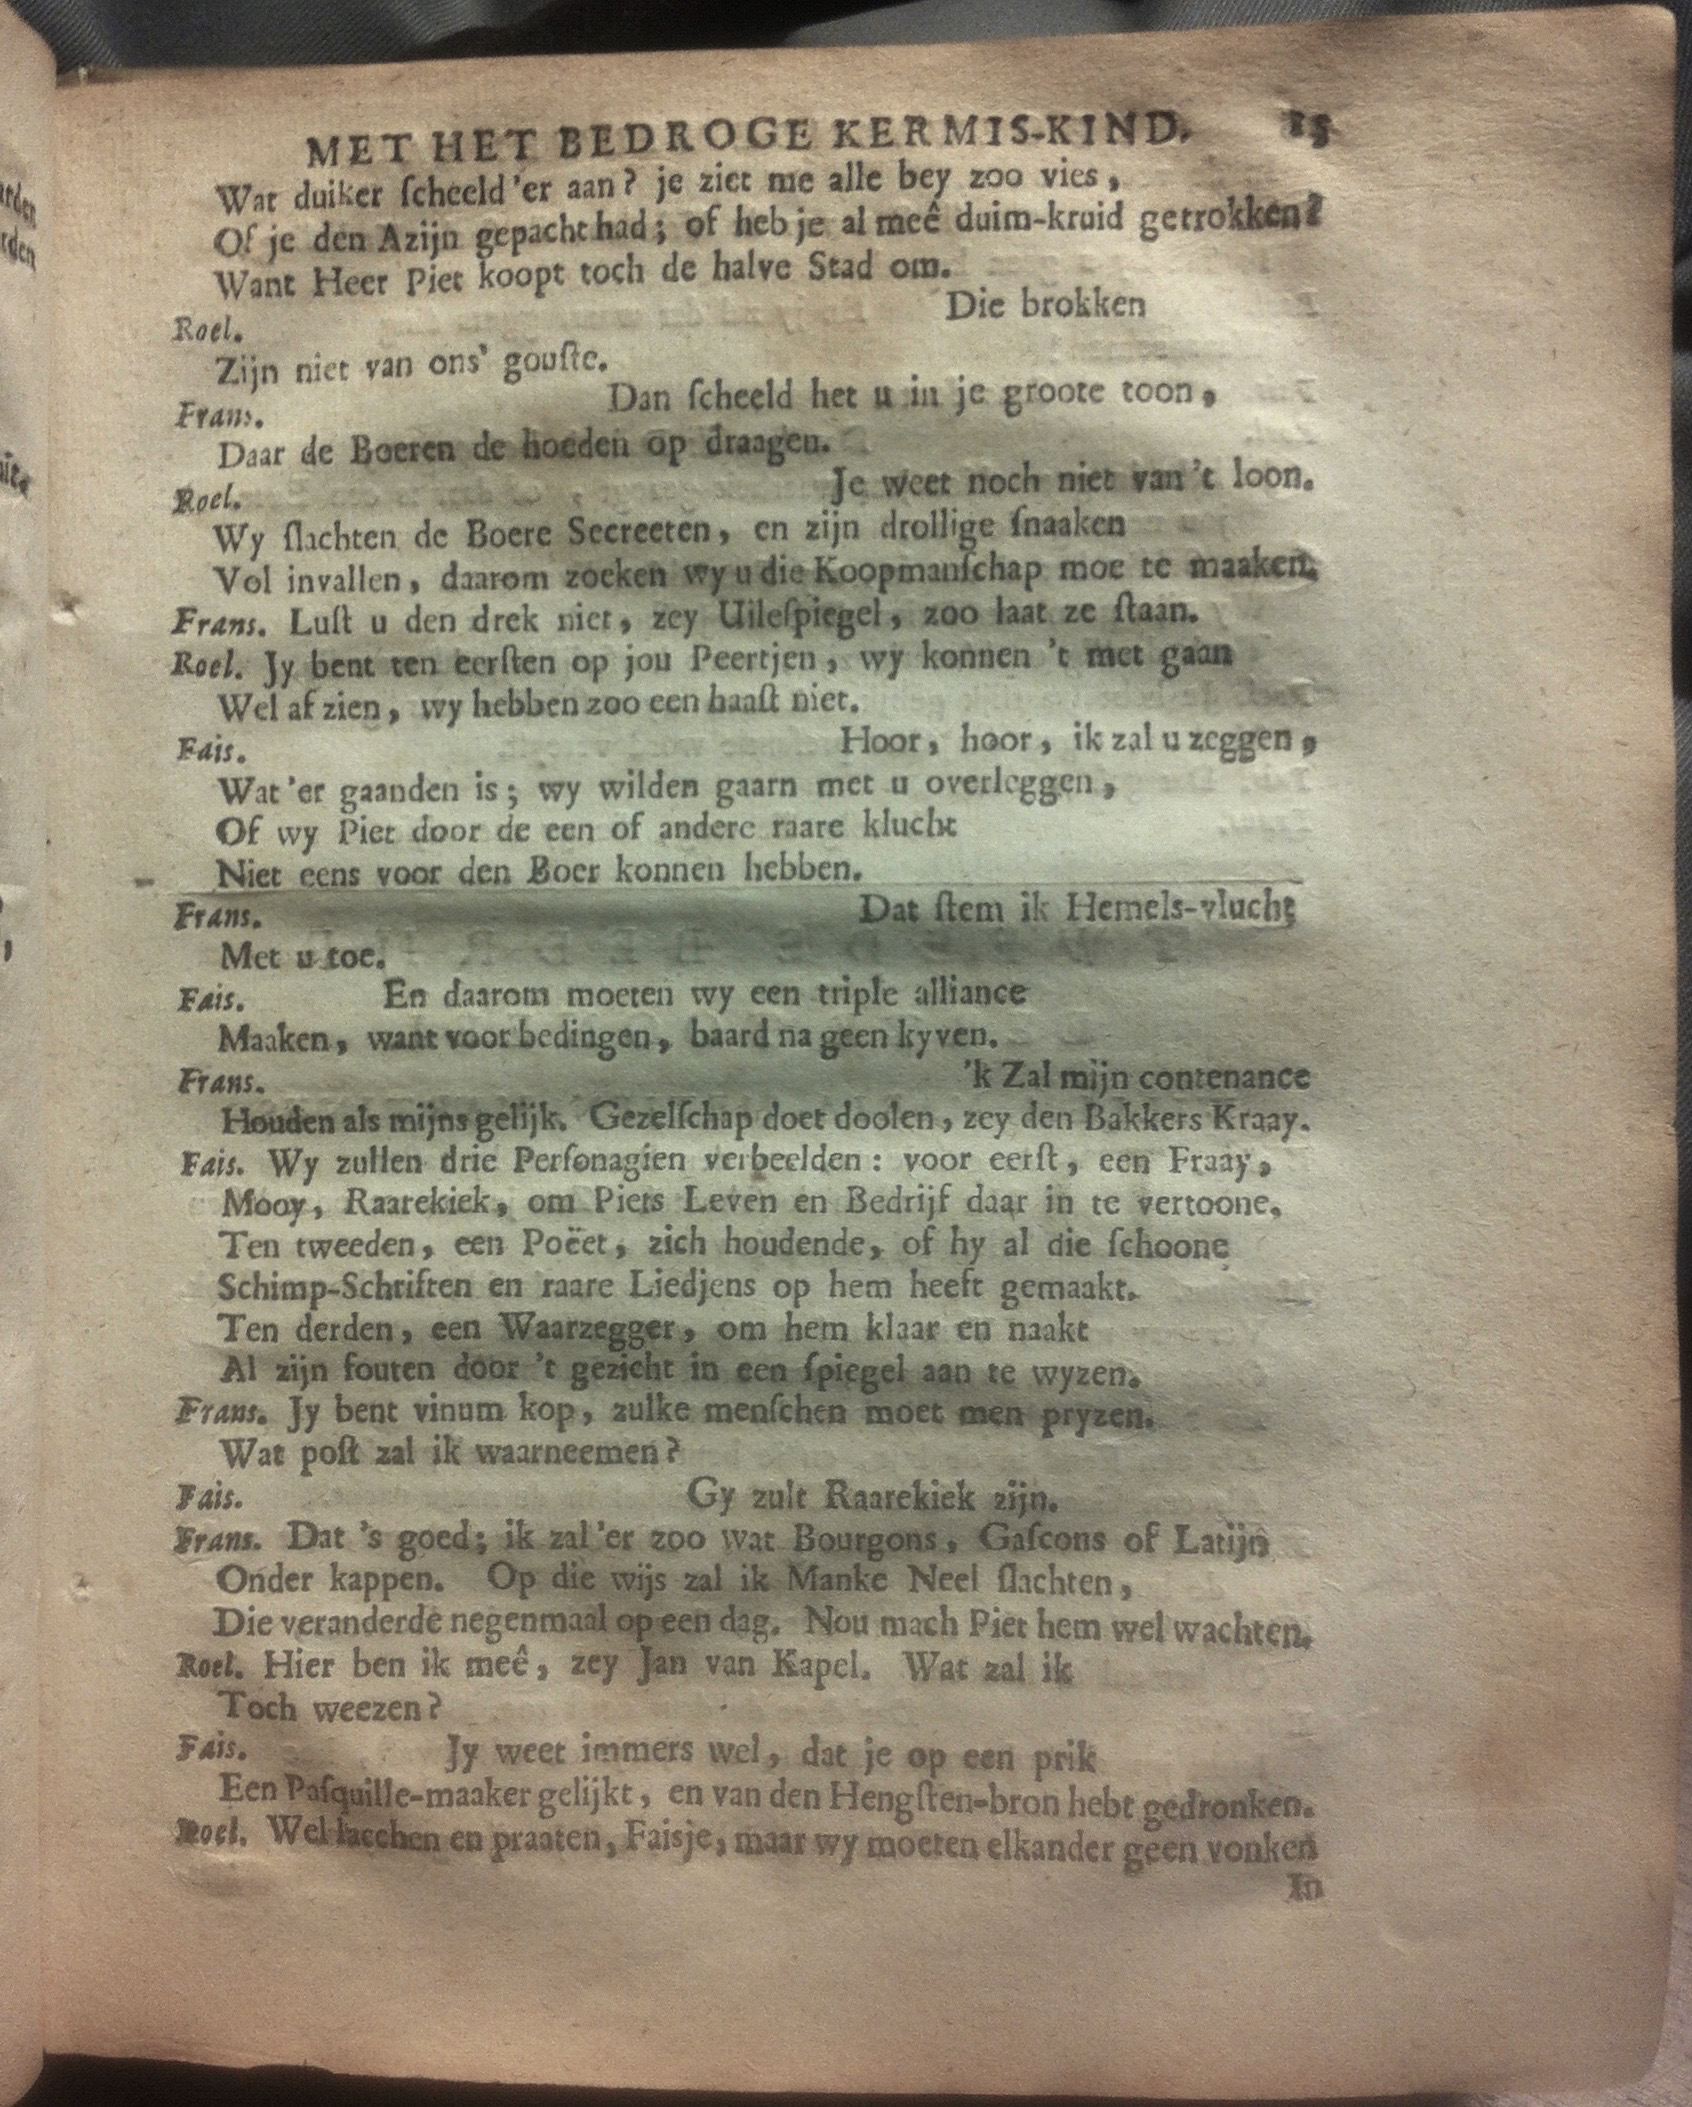 MET HET BEDROGE KERMIS-KIND. 15
Wat duiker ſcheeld 'er aan? je ziet me alle bey zoo vies,
Of je den Azijn gepacht had; of heb je al meê duim-kruid getrokken?
Want Heer Piet koopt toch de halve Stad om.
Roel. Die brokken
Zijn niet van ons' gouſte.
Frans. Dan ſcheeld het u in je groote toon,
Daar de Boeren de hoeden op draagen.
Roel. Je weet noch niet van 't loon.
Wy ſlachten de Boere Secreeten, en zijn drollige ſnaaken
Vol invallen, daarom zoeken wy u die Koopmanſchap moe te maaken.
Frans. Luſt u den drek niet, zey Uileſpiegel, zoo laat ze ſtaan.
Roel. Jy bent ten eerſten op jou Peertjen, wy konnen 't met gaan
Wel af zien, wy hebben zoo een haaſt niet.
Fais. Hoor, hoor, ik zal u zeggen,
Wat 'er gaanden is; wy wilden gaarn met u overleggen,
Of wy Piet door de een of andere raare klucht
Niet eens voor den Boer konnen hebben.
Frans. Dat ſtem ik Hemels-vlucht
Met u toe.
Fais. En daarom moeten wy een triple alliance
Maaken, want voor bedingen, baard na geen kyven.
Frans. 'k Zal mijn contenance
Houden als mijns gelijk. Gezelſchap doet doolen, zey den Bakkers Kraay.
Fais. Wy zullen drie Perſonagien verbeelden: voor eerſt, een Fraay,
Mooy, Raarekiek, om Piets Leven en Bedrijf daar in te vertoone,
Ten tweeden, een Poëet, zich houdende, of hy al die ſchoone
Schimp-Schriften en raare Liedjens op hem heeft gemaakt.
Ten derden, een Waarzegger, om hem klaar en naakt
Al zijn fouten door 't gezicht in een ſpiegel aan te wyzen.
Frans. Jy bent vinum kop, zulke menſchen moet men pryzen.
Wat poſt zal ik waarneemen?
Fais. Gy zult Raarekiek zijn.
Frans. Dat 's goed; ik zal 'er zoo wat Bourgons, Gaſcons of Latijn
Onder kappen. Op die wijs zal ik Manke Neel ſlachten,
Die veranderde negenmaal op een dag. Nou mach Piet hem wel wachten.
Roel. Hier ben ik meê, zey Jan van Kapel. Wat zal ik
Toch weezen?
Fais. Jy weet immers wel, dat je op een prik
Een Paſquille-maaker gelijkt, en van den Hengſten-bron hebt gedronken.
Roel. Wel lacchen en praaten, Faisje, maar wy moeten elkander geen vonken
In